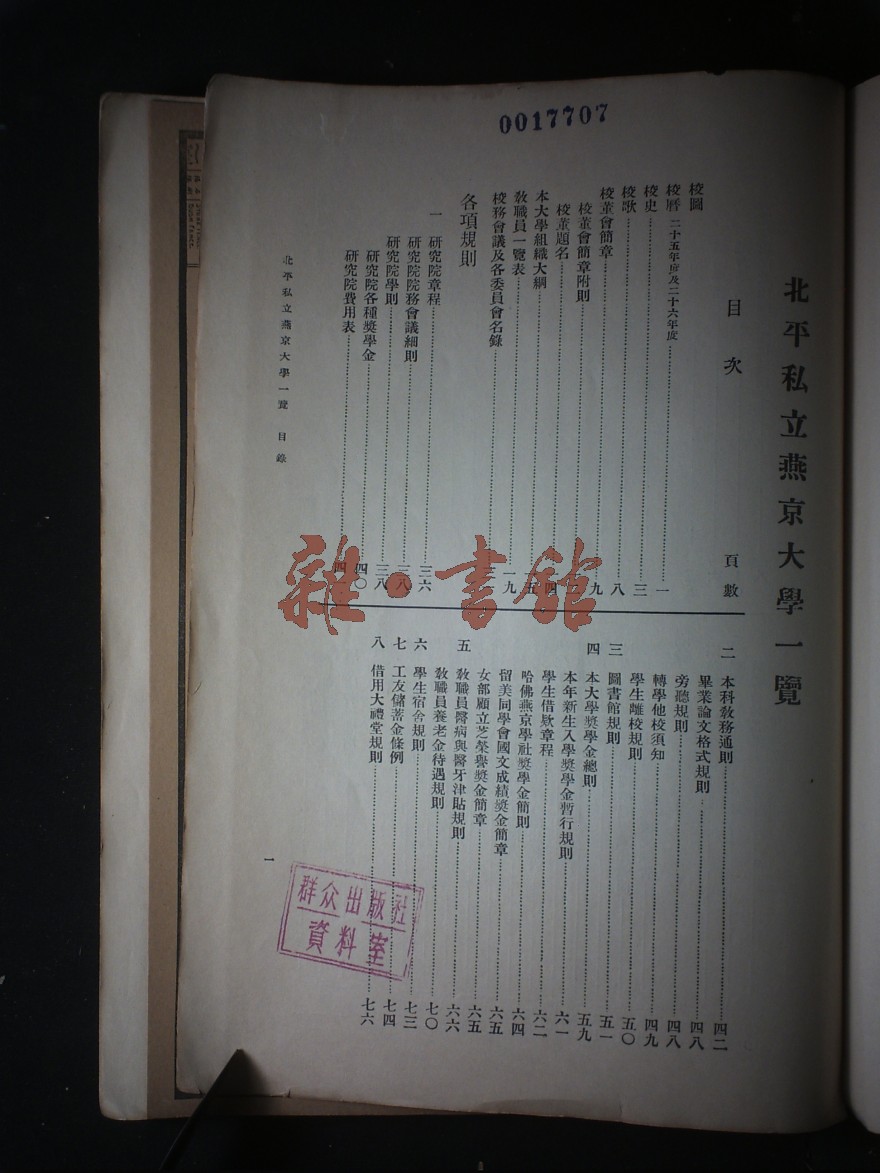 0017707
北平私立燕京大學一覽
目次 頁數
校圖
校曆 二十五年度及二十六年度 一
校史 三
校歌 八
校董會簡章 九
校董會簡章附則
校董題名
本大學組織大綱
教職員一覽表 一九
校務會議及各委員會名錄
各項規則
一 研究院章程 三六
研究院院務會議細則 三八
研究院學則 三八
研究院各種獎學金 四〇
研究院費用表
二 本科教務通則 四二
畢業論文格式規則 四八
旁聽規則 四八
轉學他校須知 四九
學生離校規則 五〇
三 圖書館規則 五一
四 本大學獎學金總則 五九
本年新生入學獎學金暫行規則 六一
學生借款章程 六二
哈佛燕京學社獎學金簡則 六四
留美同學會國文成績獎金簡章 六五
女部顧立芝榮譽獎金簡章 六五
五 教職員醫病與醫牙津貼規則 六六
教職員養老金待遇規則 七〇
六 學生宿舍規則 七三
七 工友儲蓄金條例 七四
八 借用大禮堂規則 七六
北平私立燕京大學一覽 目錄
一
群众出版社
資料室
雜·書館